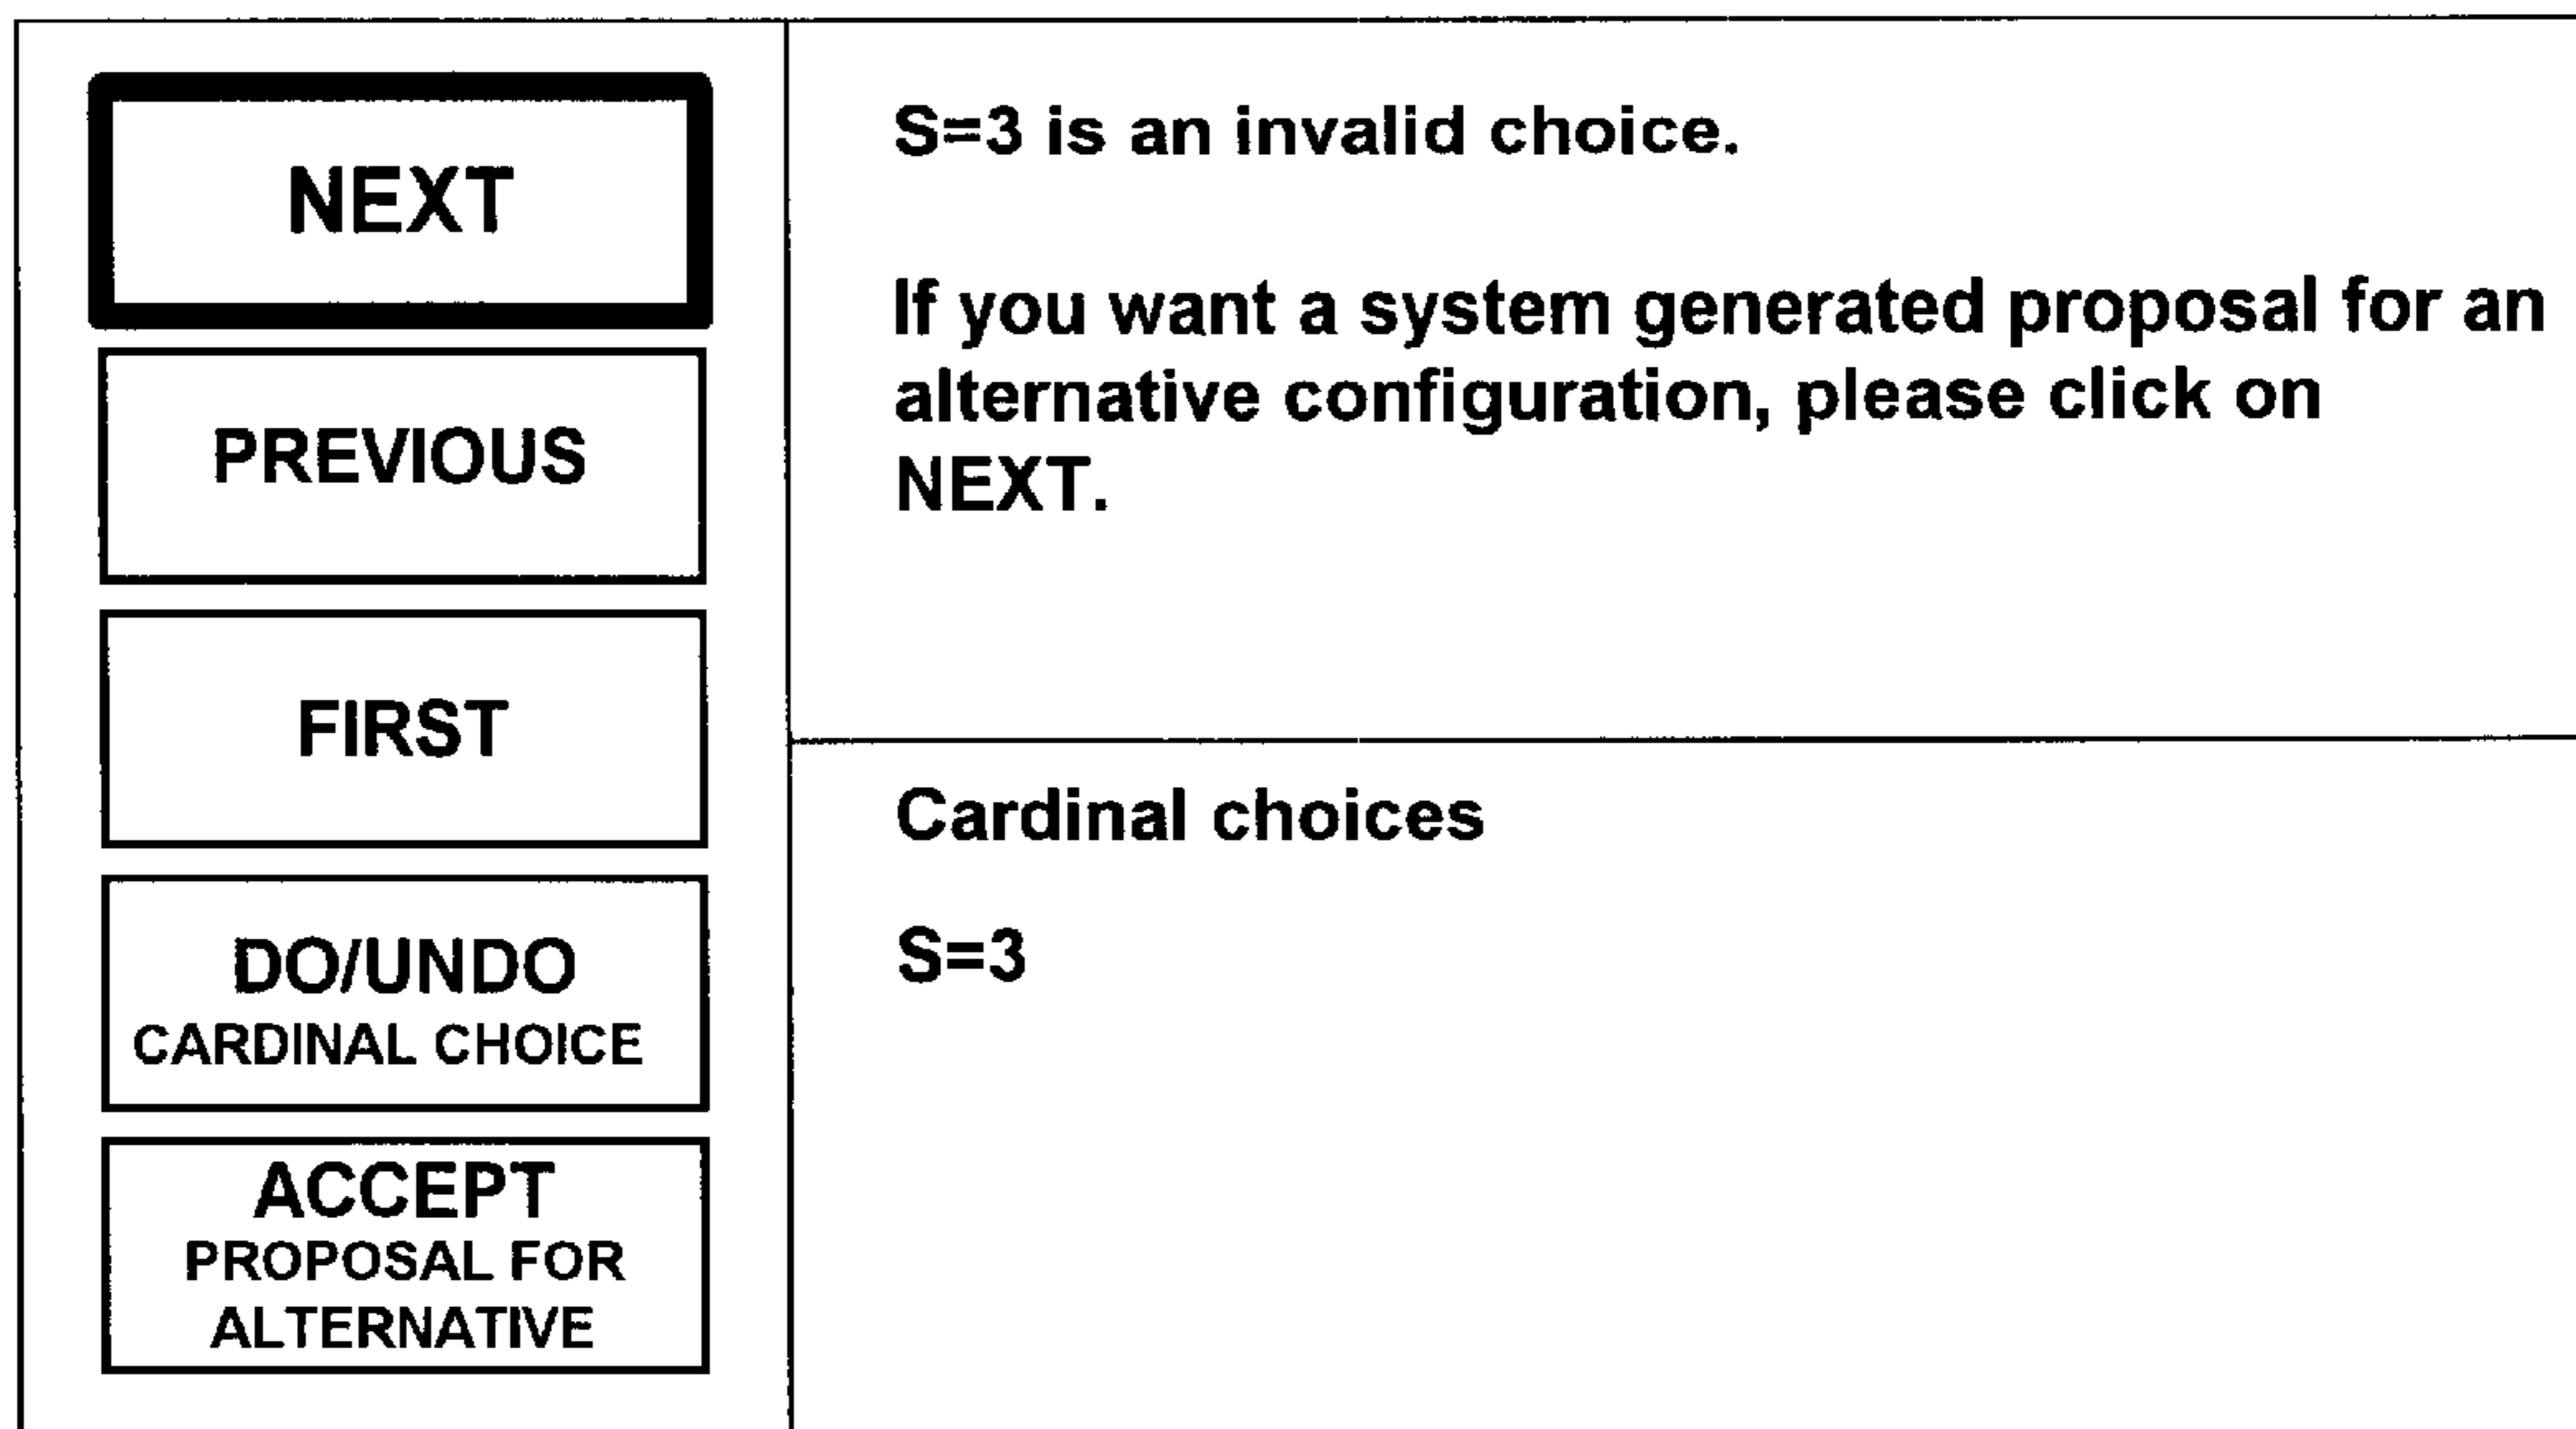 NEXT
PREVIOUS
FIRST
DO/UNDO
CARDINAL CHOICE
ACCEPT
PROPOSAL FOR
ALTERNATIVE
S=3 is an invalid choice.
If you want a system generated proposal for an
alternative configuration, please click on
NEXT.
Cardinal choices
S=3